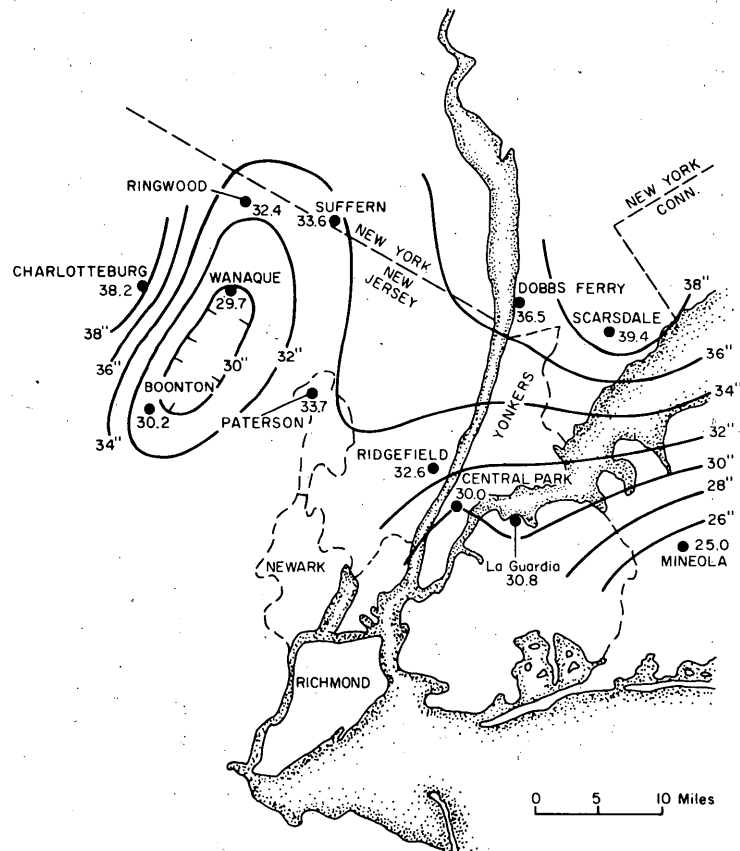 RINGWOOD
32.4
SUFFERN
33.6
NEW YORK
NEW JERSEY
NEW YORK
CONN.
CHARLOTTEBURG
38.2
WANAQUE
29.7
DOBBS FERRY
36.5
SCARSDALE
39.4
38"
38"
36"
30"
32"
36"
BOONTON
30.2
34"
PATERSON
33.7
YONKERS
34"
RIDGEFIELD
32.6
32"
CENTRAL PARK
30.0
30"
28"
26"
La Guardia
30.8
25.0
MINEOLA
NEWARK
RICHMOND
0 5 10 Miles